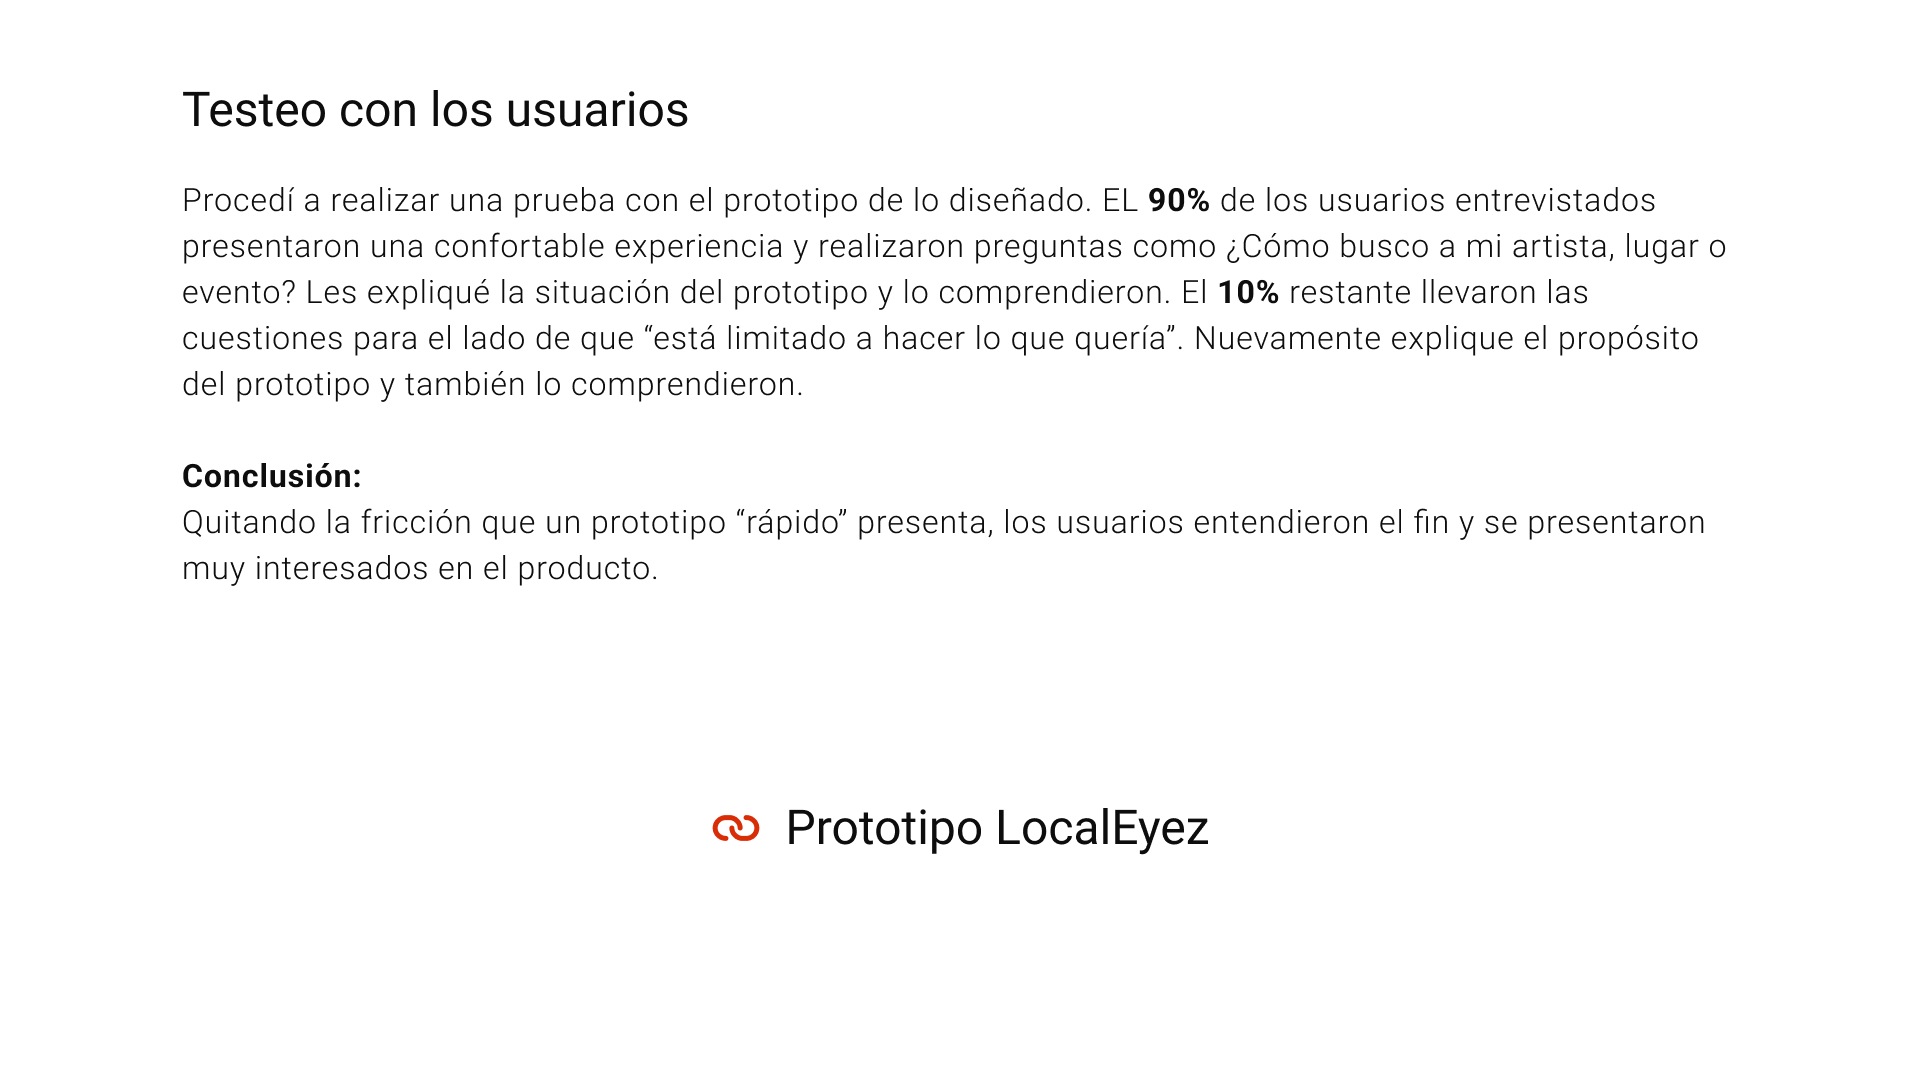 Testeo con los usuarios
Procedí a realizar una prueba con el prototipo de lo diseñado. EL 90% de los usuarios entrevistados
presentaron una confortable experiencia y realizaron preguntas como ¿Cómo busco a mi artista, lugar o
evento? Les expliqué la situación del prototipo y lo comprendieron. El 10% restante llevaron las
cuestiones para el lado de que “está limitado a hacer lo que quería”. Nuevamente explique el propósito
del prototipo y también lo comprendieron.
Conclusión:
Quitando la fricción que un prototipo “rápido” presenta, los usuarios entendieron el fin y se presentaron
muy interesados en el producto.
Prototipo LocalEyez